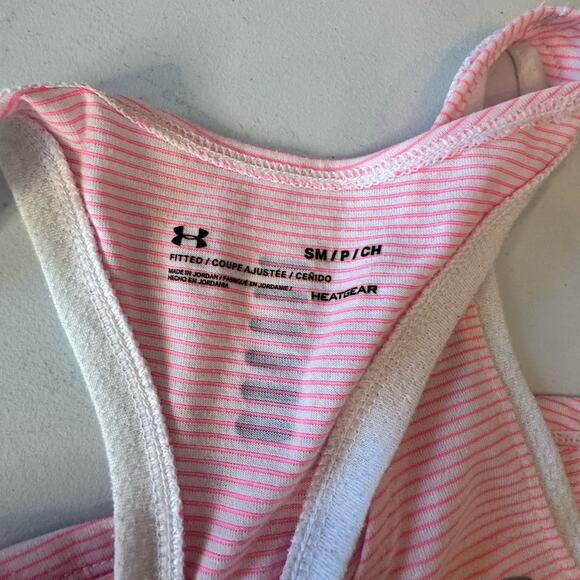 SM / P / CH
FITTED / COUPE AJUSTÉE / CEÑIDO
MADE IN JORDAN / FABRIQUÉ EN JORDANIE /
HECHO EN JORDANIA
HEATGEAR